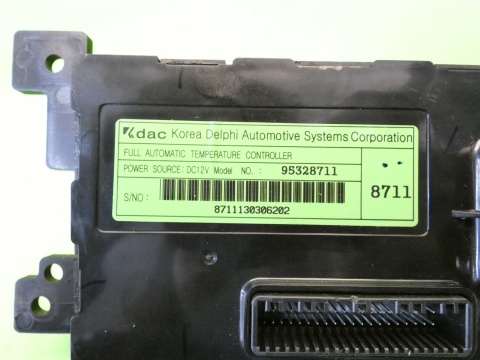 Kdac Korea Delphi Automotive Systems Corporation
FULL AUTOMATIC TEMPERATURE CONTROLLER
POWER SOURCE: DC12V Model NO. : 95328711
S/NO:
8711130306202
8711